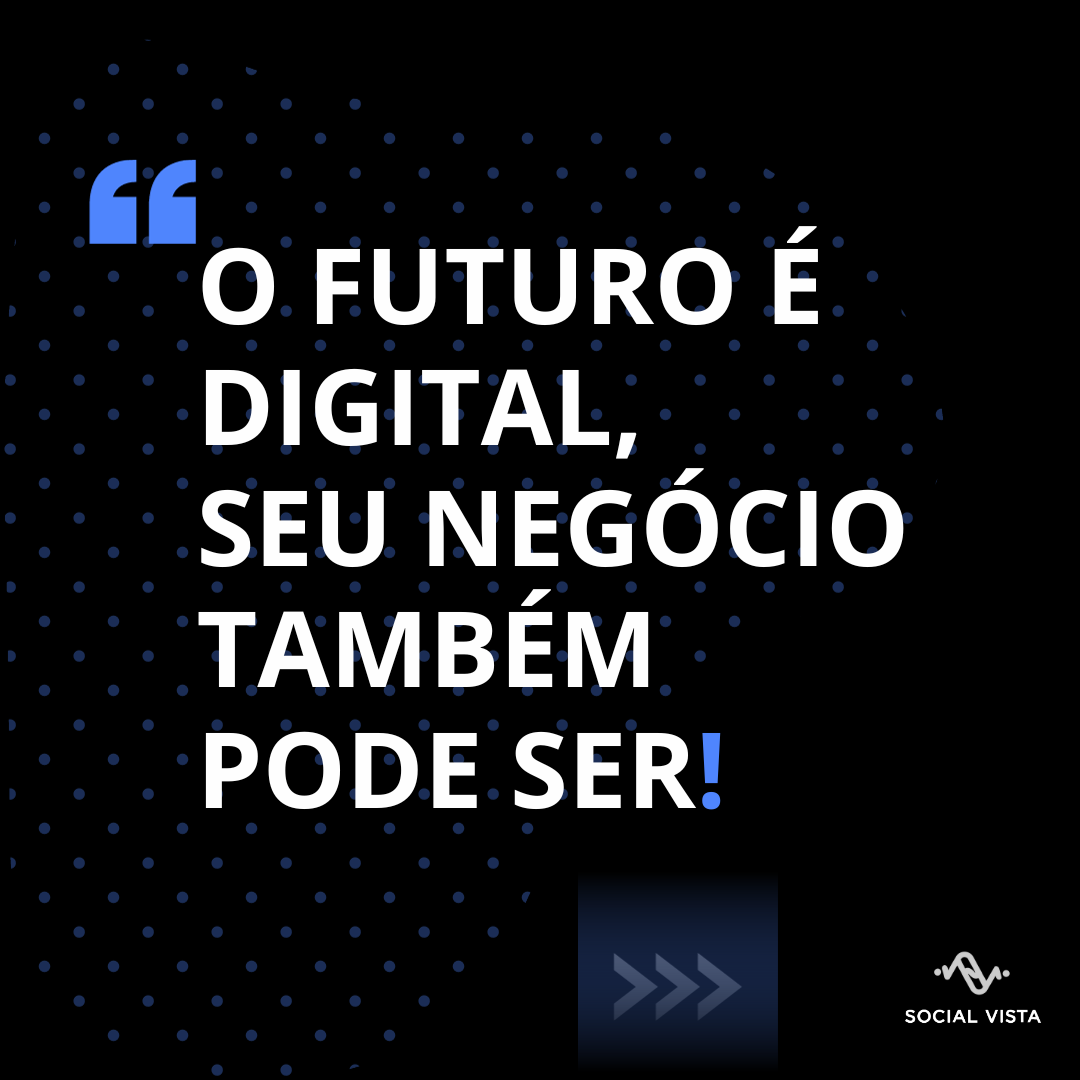 “
O FUTURO É
DIGITAL,
SEU NEGÓCIO
TAMBÉM
PODE SER!
>>>
SOCIAL VISTA